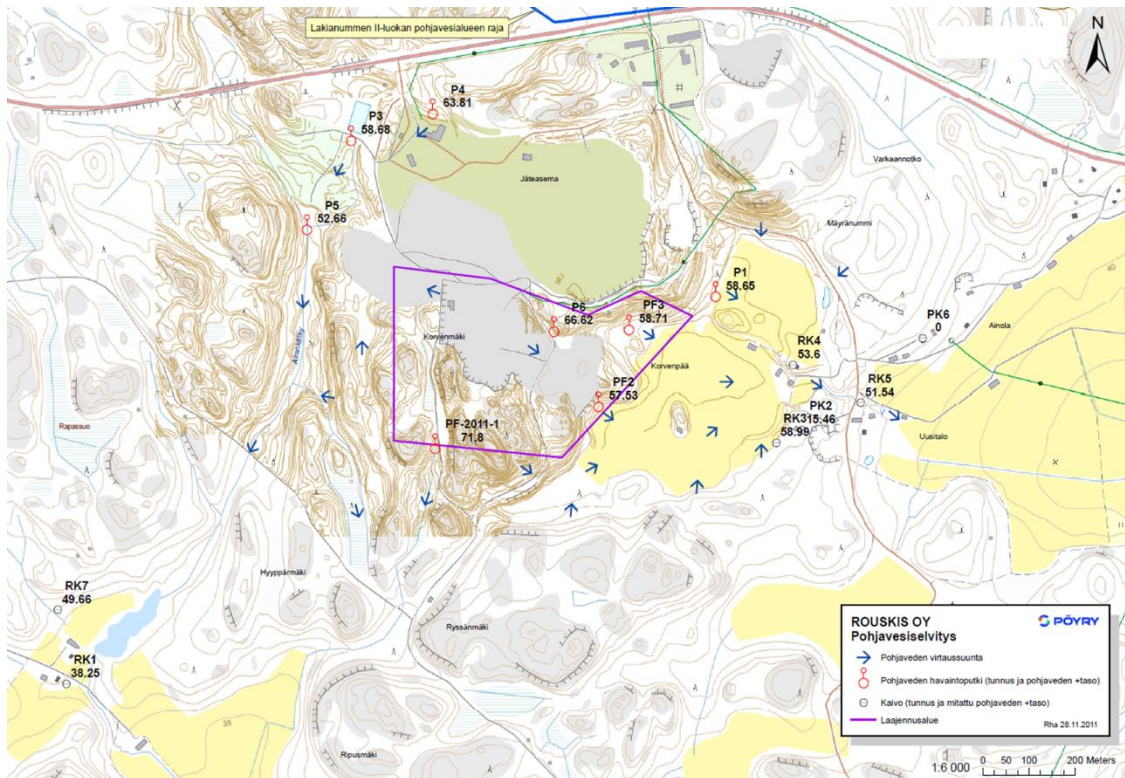 Lakianummen II-luokan pohjavesialueen raja
N
P4
63.81
P3
58.68
Jäteasema
Varkaannotko
Mäyränummi
P5
52.66
P1
58.65
P6
66.62
PF3
58.71
PK6
0
Ainola
40
Korvenmäki
Korvenpää
RK4
53.6
RK5
51.54
PF2
57.53
PK2
15.46
RK3
58.99
Uusitalo
Rapassuo
PF-2011-1
71,8
Hyyppärmäki
RK7
49.66
Ryssänmäki
RK1
38.25
35
Ripusmäki
ROUSKIS OY
Pohjavesiselvitys
PÖYRY
Pohjaveden virtaussuunta
Pohjaveden havaintoputki (tunnus ja pohjaveden +taso)
Kaivo (tunnus ja mitattu pohjaveden +taso)
Laajennusalue
Rha 28.11.2011
1:6 000
0 50 100 200 Meters